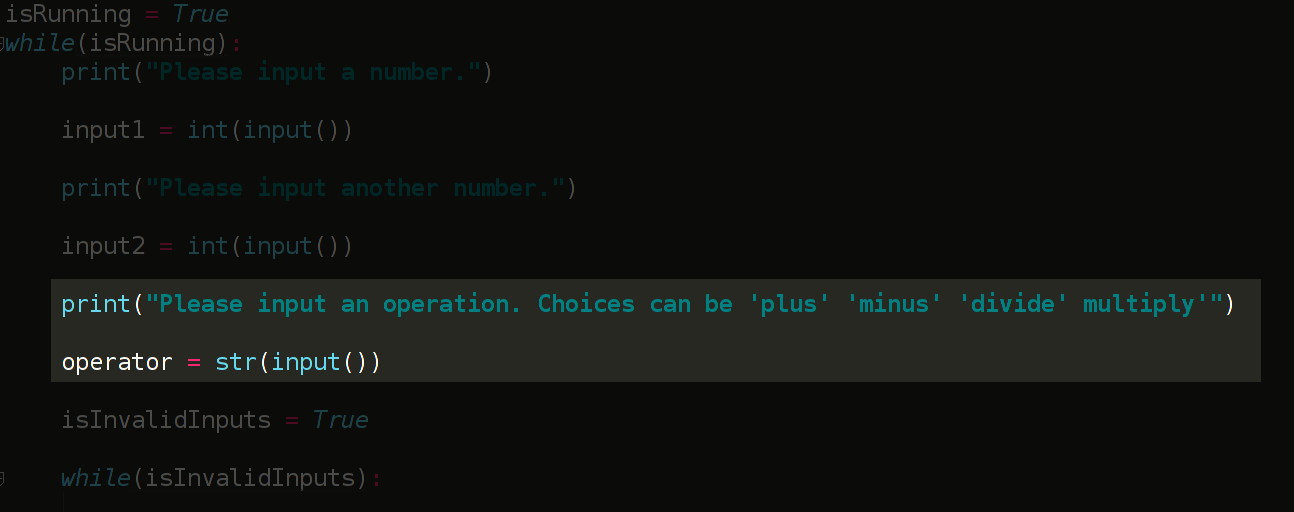 isRunning = True
while(isRunning):
print("Please input a number.")
input1 = int(input())
print("Please input another number.")
input2 = int(input())
print("Please input an operation. Choices can be 'plus' 'minus' 'divide' multiply'")
operator = str(input())
isInvalidInputs = True
while(isInvalidInputs):